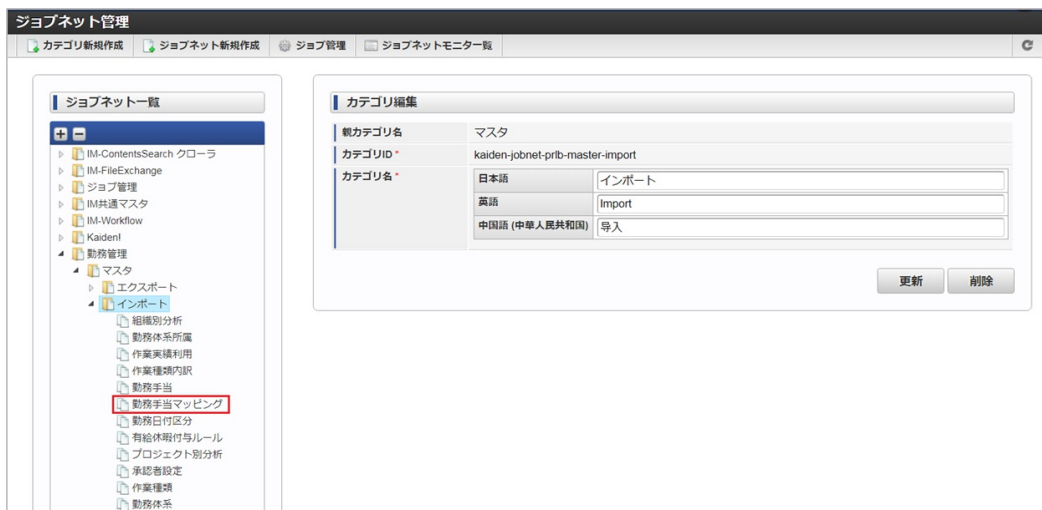 ジョブネット管理
カテゴリ新規作成 ジョブネット新規作成 ジョブ管理 ジョブネットモニター覧
ジョブネット一覧
IM-ContentsSearch クローラ
IM-FileExchange
ジョブ管理
IM共通マスタ
IM-Workflow
Kaiden!
勤務管理
マスタ
エクスポート
インポート
組織別分析
勤務体系所属
作業実績利用
作業種類内訳
勤務手当
勤務手当マッピング
勤務日付区分
有給休暇付与ルール
プロジェクト別分析
承認者設定
作業種類
勤務体系
カテゴリ編集
親カテゴリ名 マスタ
カテゴリID * kaiden-jobnet-prlb-master-import
カテゴリ名 * 日本語 インポート
英語 Import
中国語 (中華人民共和国) 导入
更新 削除